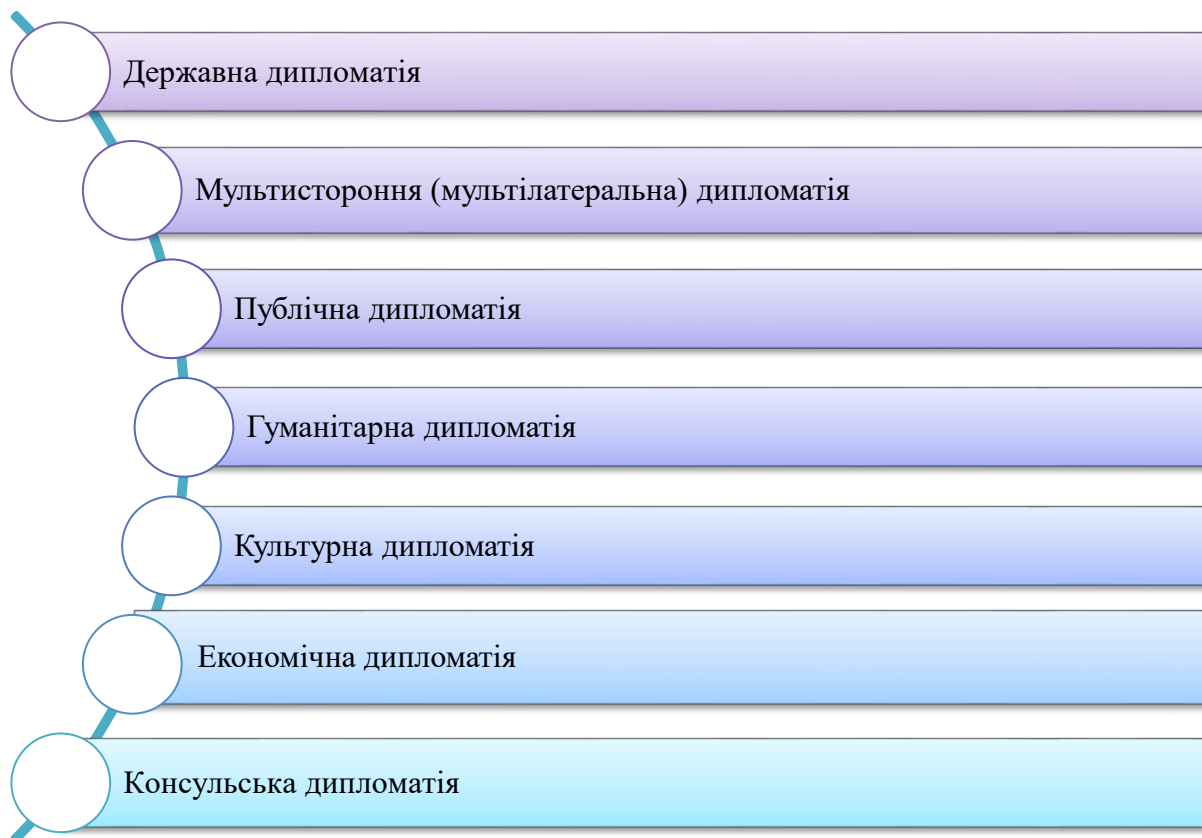 Державна дипломатія
Мультистороння (мультілатеральна) дипломатія
Публічна дипломатія
Гуманітарна дипломатія
Культурна дипломатія
Економічна дипломатія
Консульська дипломатія